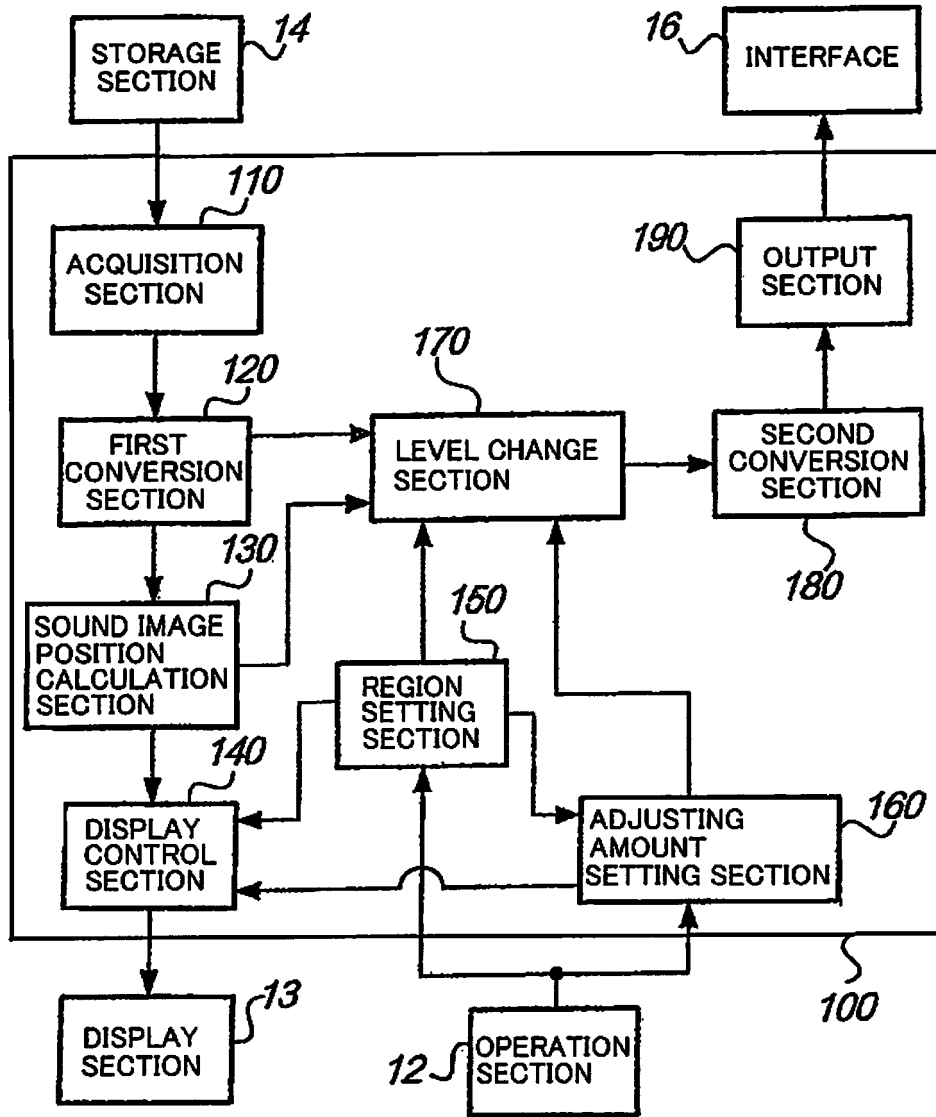 14
STORAGE
SECTION
16
INTERFACE
110
ACQUISITION
SECTION
190
OUTPUT
SECTION
120
FIRST
CONVERSION
SECTION
170
LEVEL CHANGE
SECTION
SECOND
CONVERSION
SECTION
180
130
SOUND IMAGE
POSITION
CALCULATION
SECTION
150
REGION
SETTING
SECTION
140
DISPLAY
CONTROL
SECTION
160
ADJUSTING
AMOUNT
SETTING SECTION
100
13
DISPLAY
SECTION
12
OPERATION
SECTION